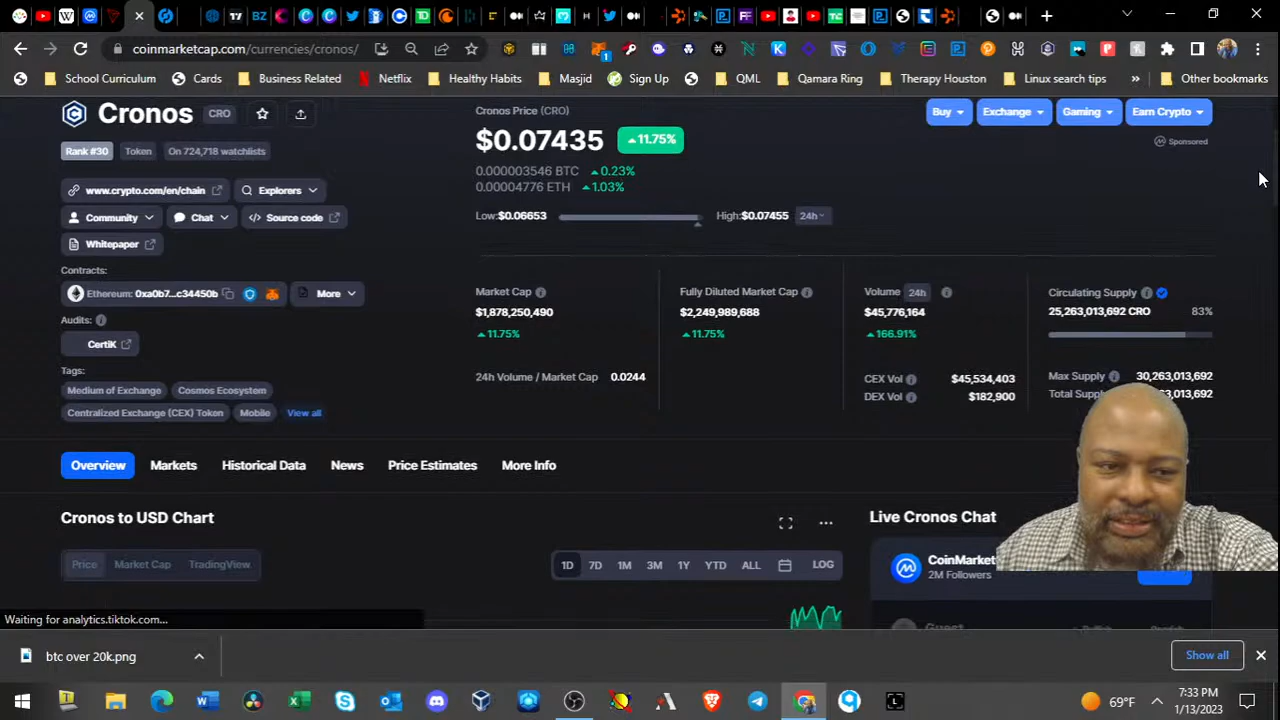 coinmarketcap.com/currencies/cronos/
1
School Curriculum
Cards
Business Related
Netflix
Healthy Habits
Masjid
Sign Up
QML
Qamara Ring
Therapy Houston
Linux search tips
»
Other bookmarks
Cronos CRO
Rank #30 Token On 724,718 watchlists
www.crypto.com/en/chain Explorers
Community Chat Source code
Whitepaper
Contracts:
Ethereum: 0xa0b7...c34450b More
Audits:
CertiK
Tags:
Medium of Exchange Cosmos Ecosystem
Centralized Exchange (CEX) Token Mobile View all
Cronos Price (CRO)
$0.07435 11.75%
0.000003546 BTC 0.23%
0.00004776 ETH 1.03%
Low:$0.06653 High:$0.07455 24h
Buy Exchange Gaming Earn Crypto
Sponsored
Market Cap
$1,878,250,490
11.75%
24h Volume / Market Cap 0.0244
Fully Diluted Market Cap
$2,249,989,688
11.75%
Volume 24h
$45,776,164
166.91%
CEX Vol $45,534,403
DEX Vol $182,900
Circulating Supply
25,263,013,692 CRO 83%
Max Supply 30,263,013,692
Total Supp
Overview Markets Historical Data News Price Estimates More Info
Cronos to USD Chart
Price Market Cap TradingView
1D 7D 1M 3M 1Y YTD ALL LOG
Live Cronos Chat
CoinMarket
2M Followers
Guest
Waiting for analytics.tiktok.com...
btc over 20k.png
Show all
69°F
7:33 PM
1/13/2023